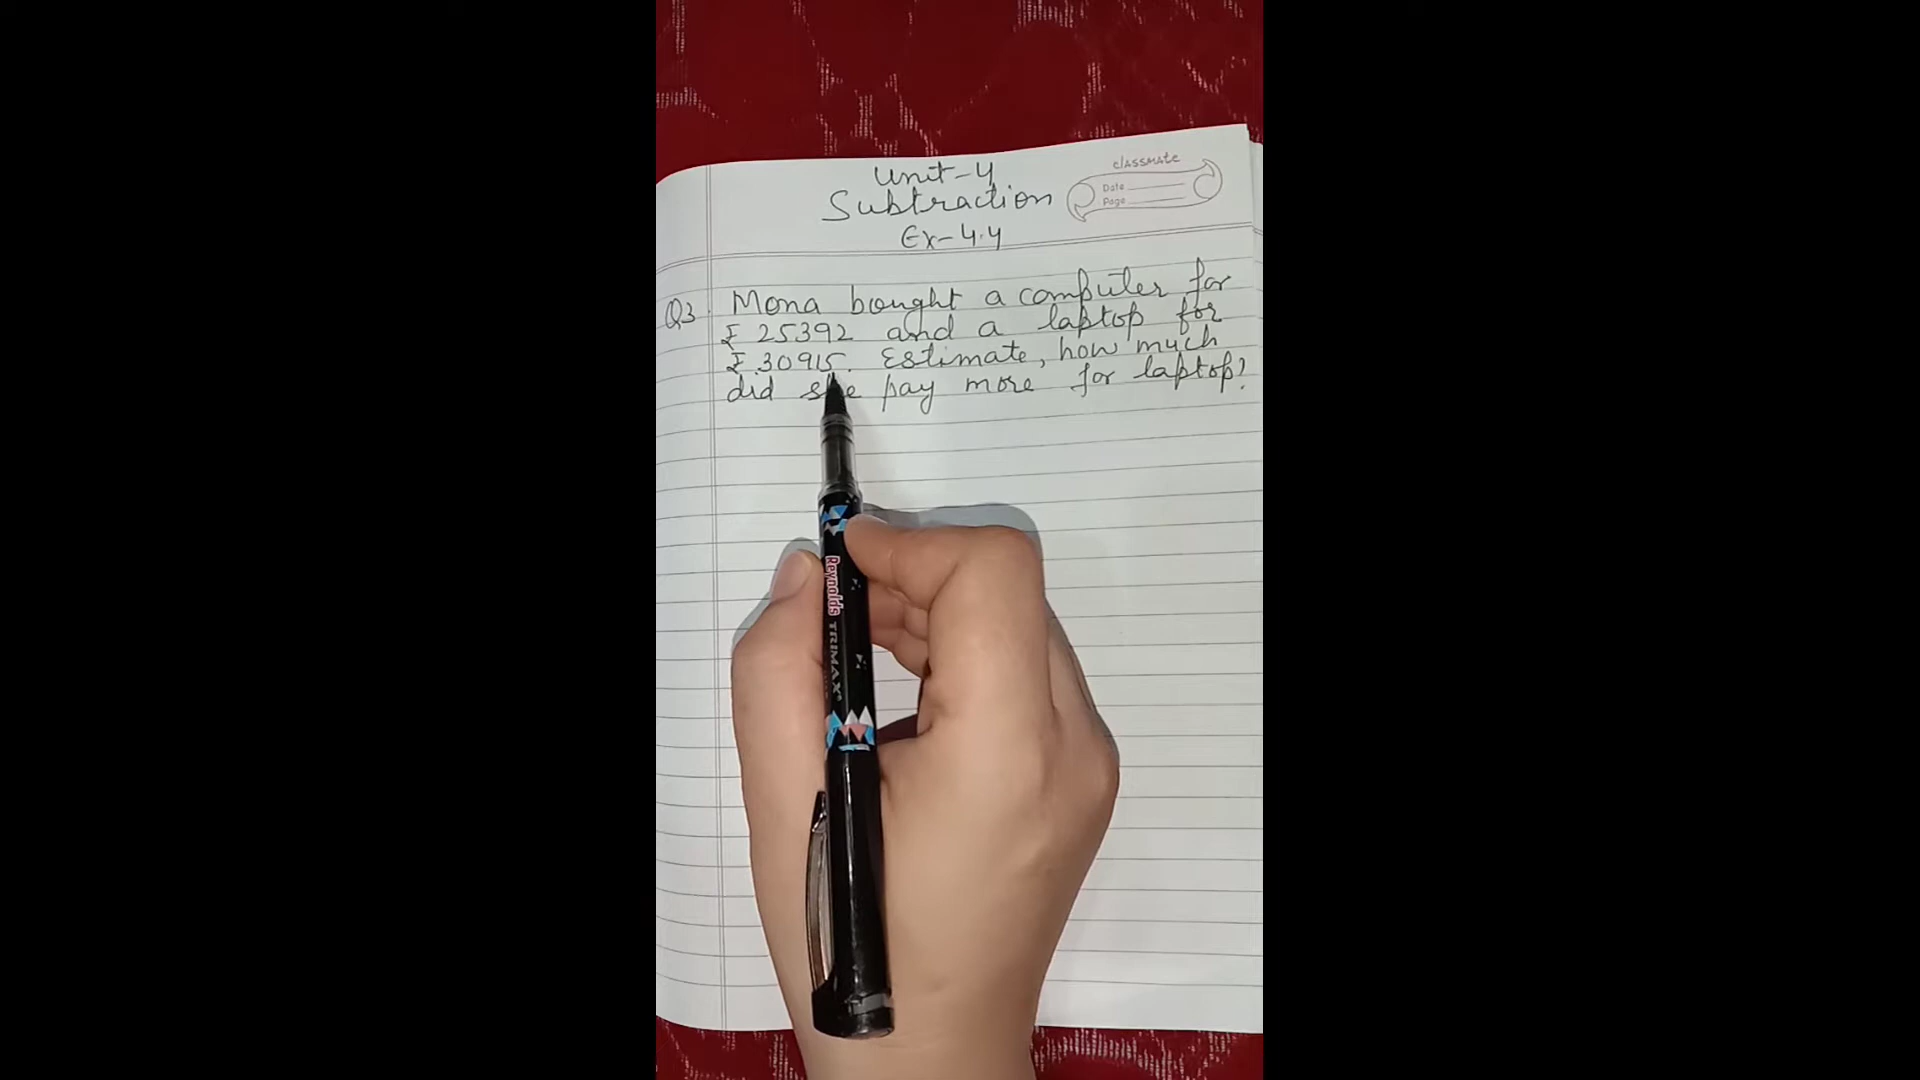 Unit-4
Subtraction
Ex-4.4
classmate
Date
Page
Q3. Mona bought a computer for
₹ 25392 and a laptop for
₹ 30915. Estimate, how much
did she pay more for laptop?
Reynolds TRIMAX